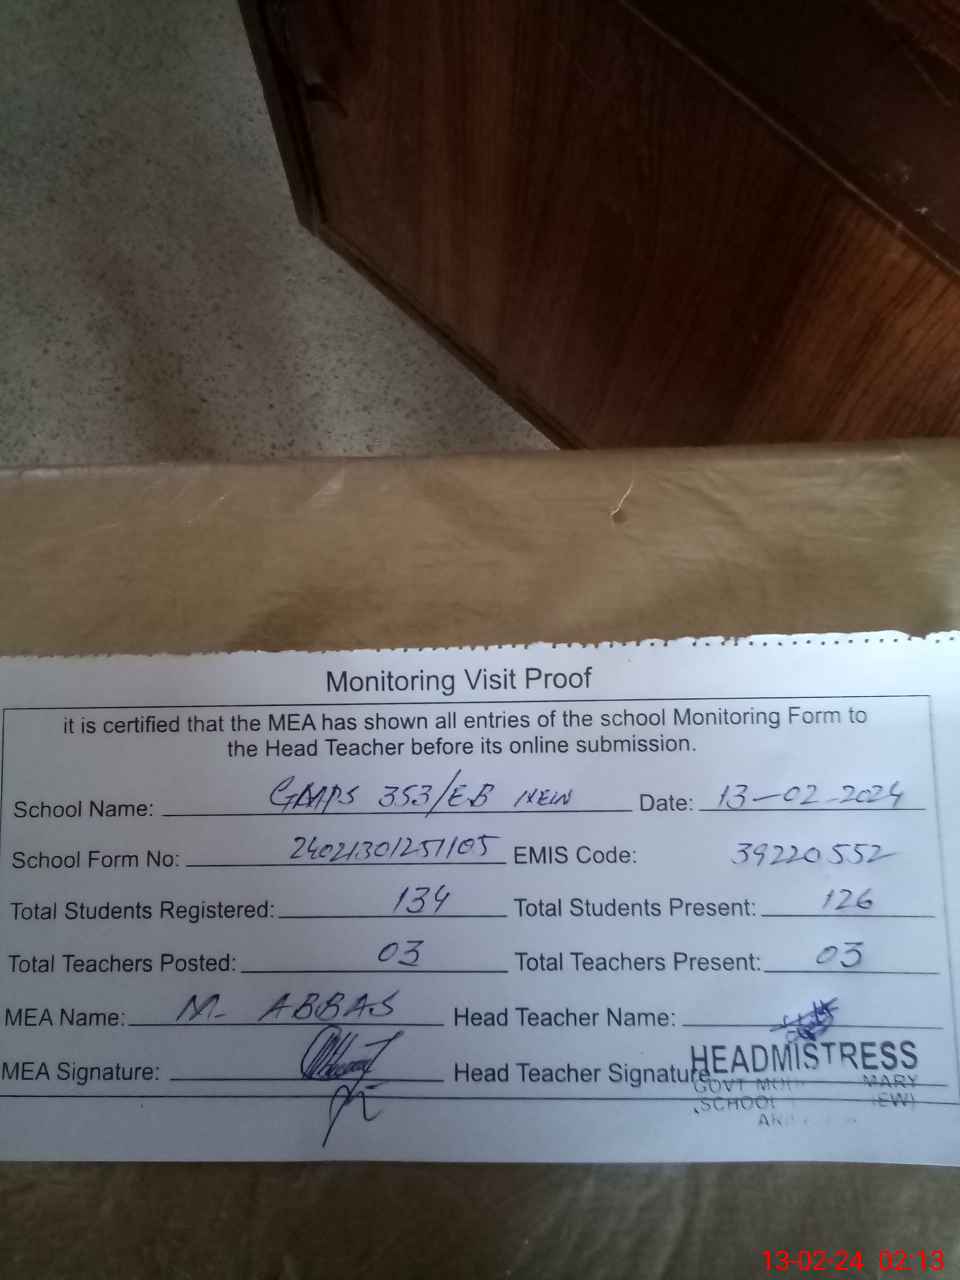 Monitoring Visit Proof
it is certified that the MEA has shown all entries of the school Monitoring Form to
the Head Teacher before its online submission.
School Name: GMPS 353/EB NEW Date: 13-02-2024
School Form No: 24021301251105 EMIS Code: 39220552
Total Students Registered: 134 Total Students Present: 126
Total Teachers Posted: 03 Total Teachers Present: 03
MEA Name: M. ABBAS Head Teacher Name:
MEA Signature: Head Teacher Signature
HEADMISTRESS
GOVT
SCHOOL
13-02-24 02:13